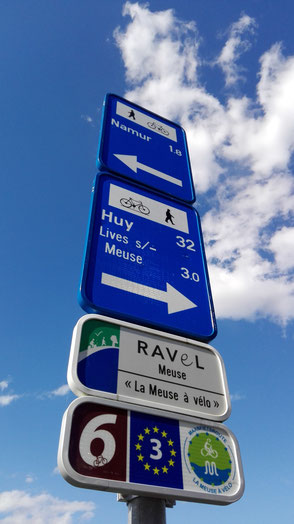 Namur 1.8
Huy 32
Lives s/-
Meuse 3.0
RAVeL
Meuse
« La Meuse à vélo »
6 3
LA MEUSE À VÉLO